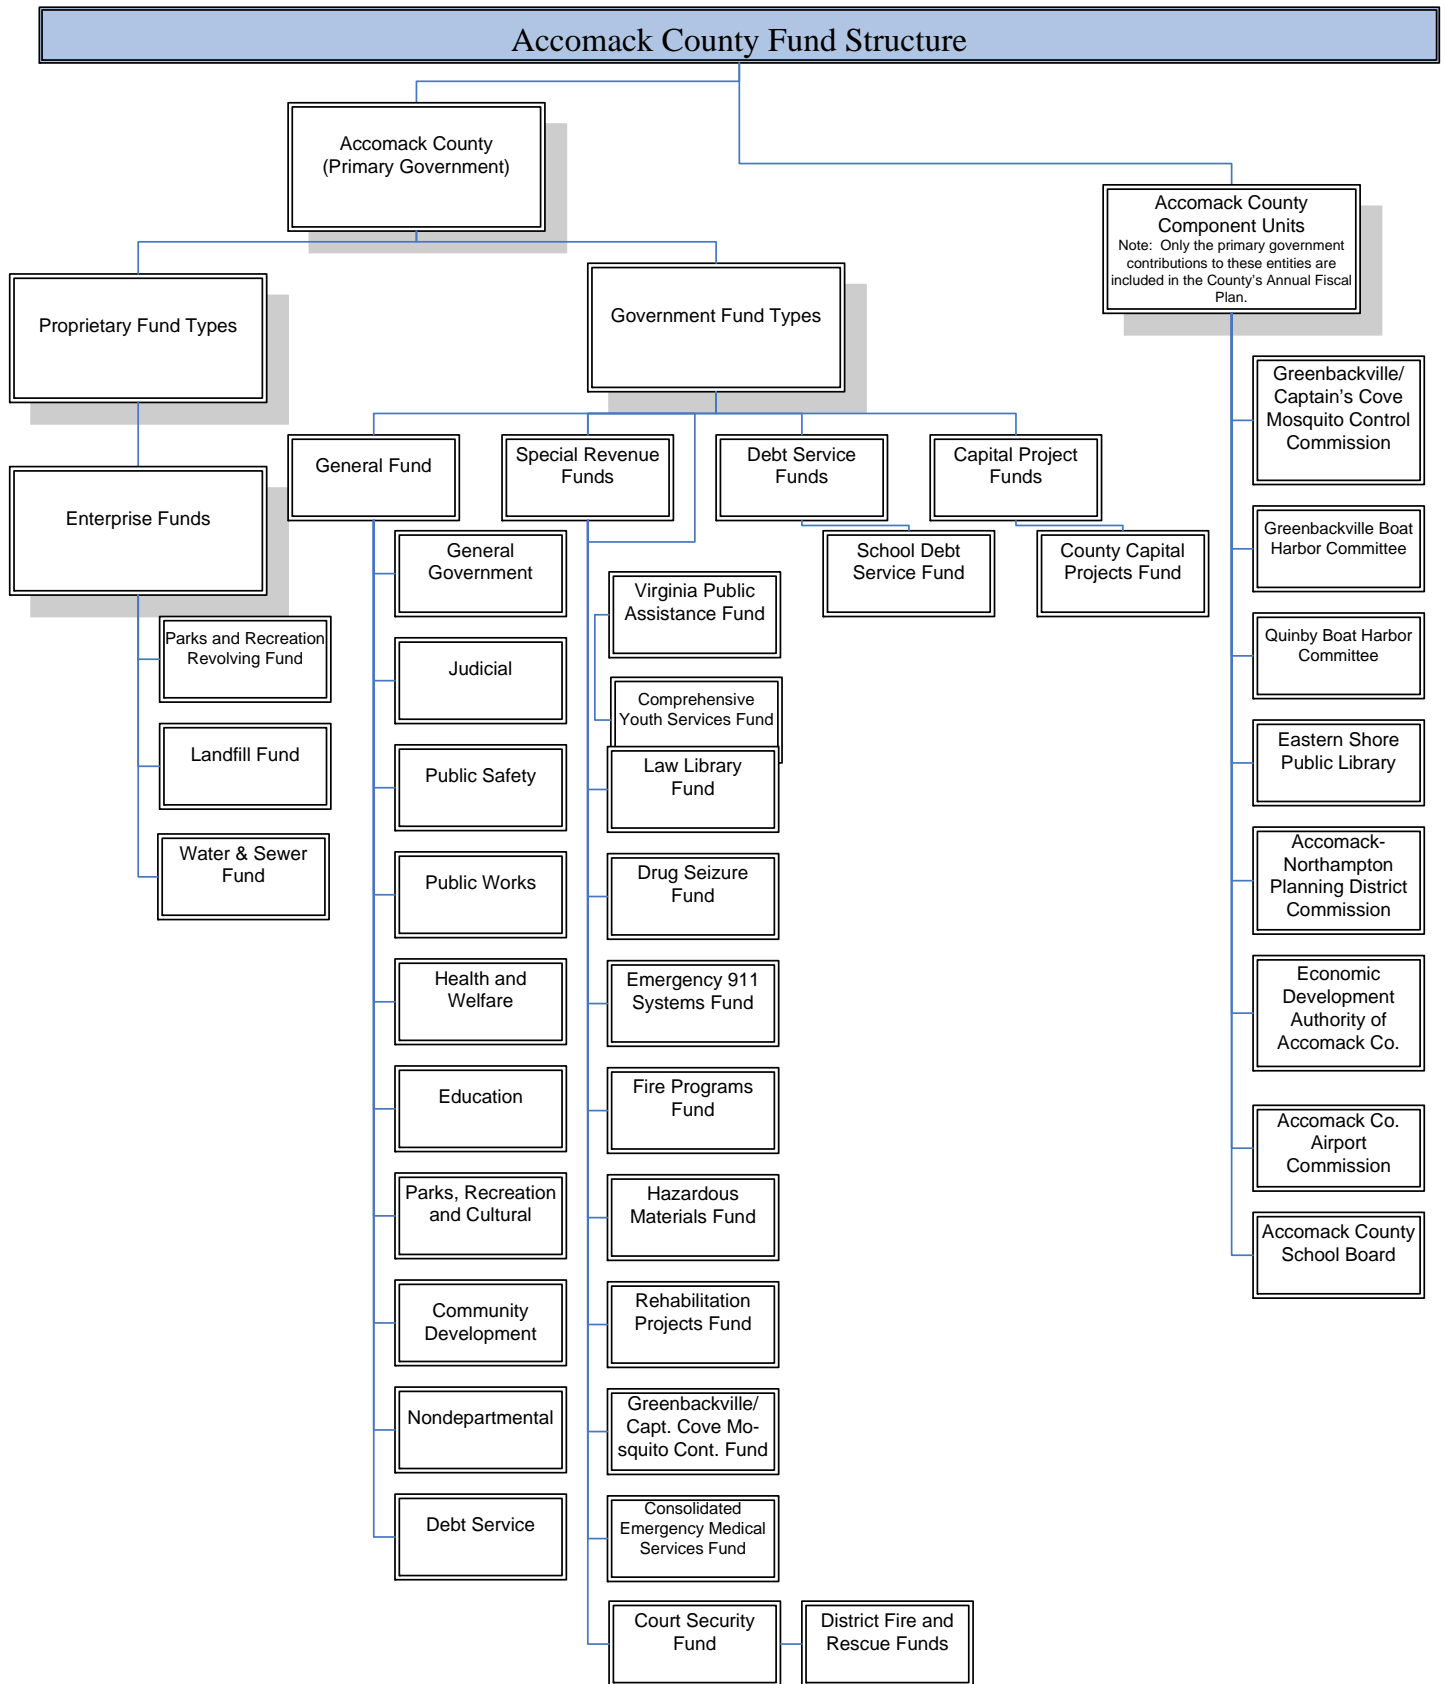 Accomack County Fund Structure
Accomack County
(Primary Government)
Accomack County
Component Units
Note: Only the primary government
contributions to these entities are
included in the County's Annual Fiscal
Plan.
Proprietary Fund Types
Government Fund Types
Enterprise Funds
Parks and Recreation
Revolving Fund
Landfill Fund
Water & Sewer
Fund
General Fund
General
Government
Judicial
Public Safety
Public Works
Health and
Welfare
Education
Parks, Recreation
and Cultural
Community
Development
Nondepartmental
Debt Service
Special Revenue
Funds
Virginia Public
Assistance Fund
Comprehensive
Youth Services Fund
Law Library
Fund
Drug Seizure
Fund
Emergency 911
Systems Fund
Fire Programs
Fund
Hazardous
Materials Fund
Rehabilitation
Projects Fund
Greenbackville/
Capt. Cove Mo-
squito Cont. Fund
Consolidated
Emergency Medical
Services Fund
Court Security
Fund
District Fire and
Rescue Funds
Debt Service
Funds
School Debt
Service Fund
Capital Project
Funds
County Capital
Projects Fund
Greenbackville/
Captain's Cove
Mosquito Control
Commission
Greenbackville Boat
Harbor Committee
Quinby Boat Harbor
Committee
Eastern Shore
Public Library
Accomack-
Northampton
Planning District
Commission
Economic
Development
Authority of
Accomack Co.
Accomack Co.
Airport
Commission
Accomack County
School Board